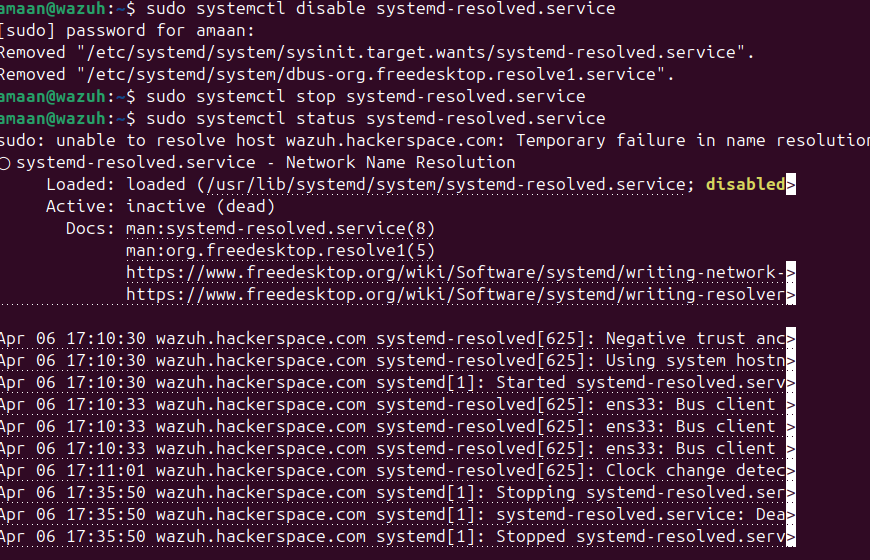 amaan@wazuh:~$ sudo systemctl disable systemd-resolved.service
[sudo] password for amaan:
Removed "/etc/systemd/system/sysinit.target.wants/systemd-resolved.service".
Removed "/etc/systemd/system/dbus-org.freedesktop.resolve1.service".
amaan@wazuh:~$ sudo systemctl stop systemd-resolved.service
amaan@wazuh:~$ sudo systemctl status systemd-resolved.service
sudo: unable to resolve host wazuh.hackerspace.com: Temporary failure in name resolution
○ systemd-resolved.service - Network Name Resolution
     Loaded: loaded (/usr/lib/systemd/system/systemd-resolved.service; disabled>
     Active: inactive (dead)
       Docs: man:systemd-resolved.service(8)
             man:org.freedesktop.resolve1(5)
             https://www.freedesktop.org/wiki/Software/systemd/writing-network->
             https://www.freedesktop.org/wiki/Software/systemd/writing-resolver>
Apr 06 17:10:30 wazuh.hackerspace.com systemd-resolved[625]: Negative trust anc>
Apr 06 17:10:30 wazuh.hackerspace.com systemd-resolved[625]: Using system hostn>
Apr 06 17:10:30 wazuh.hackerspace.com systemd[1]: Started systemd-resolved.serv>
Apr 06 17:10:33 wazuh.hackerspace.com systemd-resolved[625]: ens33: Bus client >
Apr 06 17:10:33 wazuh.hackerspace.com systemd-resolved[625]: ens33: Bus client >
Apr 06 17:10:33 wazuh.hackerspace.com systemd-resolved[625]: ens33: Bus client >
Apr 06 17:11:01 wazuh.hackerspace.com systemd-resolved[625]: Clock change detec>
Apr 06 17:35:50 wazuh.hackerspace.com systemd[1]: Stopping systemd-resolved.ser>
Apr 06 17:35:50 wazuh.hackerspace.com systemd[1]: systemd-resolved.service: Dea>
Apr 06 17:35:50 wazuh.hackerspace.com systemd[1]: Stopped systemd-resolved.serv>